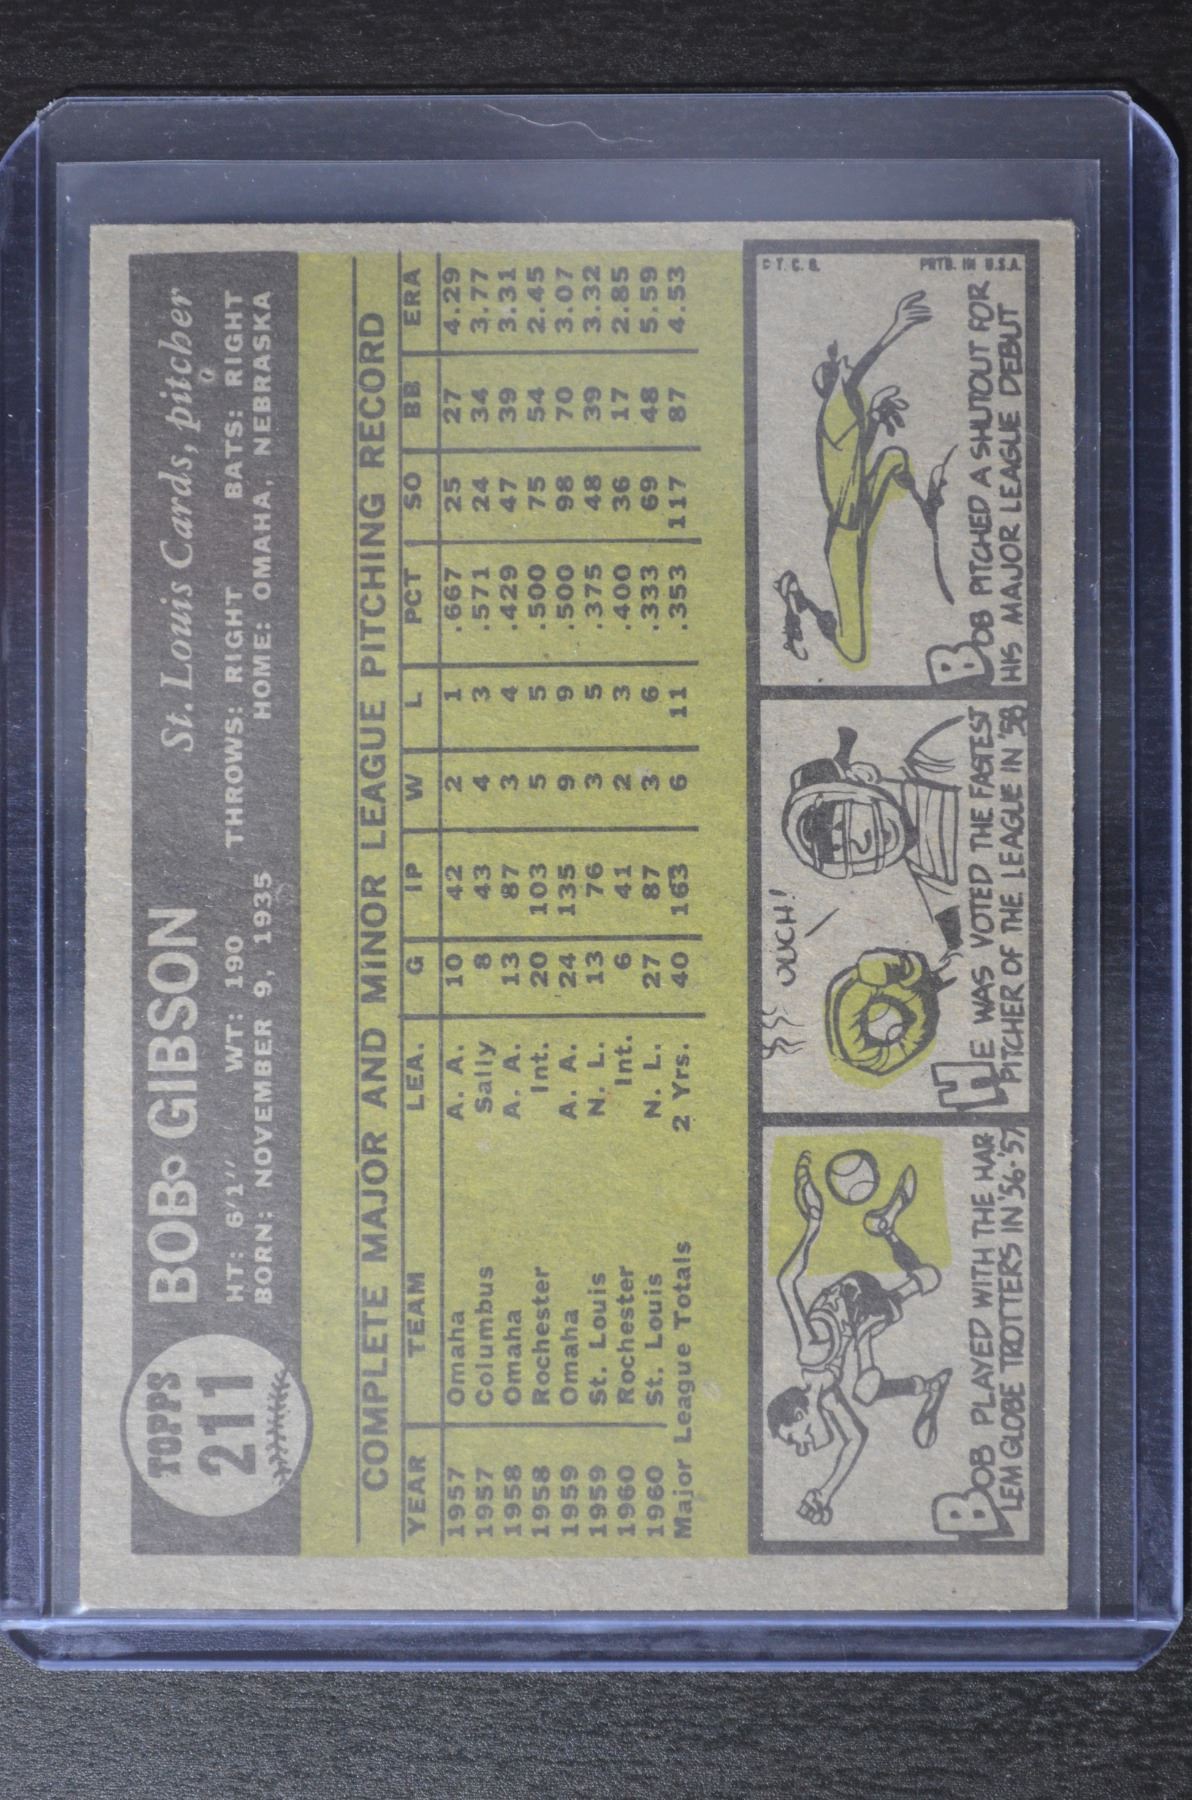 TOPPS
211
BOB GIBSON
St. Louis Cards, pitcher
HT: 6'1" WT: 190 THROWS: RIGHT BATS: RIGHT
BORN: NOVEMBER 9, 1935 HOME: OMAHA, NEBRASKA
COMPLETE MAJOR AND MINOR LEAGUE PITCHING RECORD
YEAR TEAM LEA. G IP W L PCT SO BB ERA
1957 Omaha A. A. 10 42 2 1 .667 25 27 4.29
1957 Columbus Sally 8 43 4 3 .571 24 34 3.77
1958 Omaha A. A. 13 87 3 4 .429 47 39 3.31
1958 Rochester Int. 20 103 5 5 .500 75 54 2.45
1959 Omaha A. A. 24 135 9 9 .500 98 70 3.07
1959 St. Louis N. L. 13 76 3 5 .375 48 39 3.32
1960 Rochester Int. 6 41 2 3 .400 36 17 2.85
1960 St. Louis N. L. 27 87 3 6 .333 69 48 5.59
Major League Totals 2 Yrs. 40 163 6 11 .353 117 87 4.53
BOB PLAYED WITH THE HAR-
LEM GLOBE TROTTERS IN '56-'57
OUCH!
HE WAS VOTED THE FASTEST
PITCHER OF THE LEAGUE IN '58
© T. C. G. PRTD. IN U.S.A.
BOB PITCHED A SHUTOUT FOR
HIS MAJOR LEAGUE DEBUT